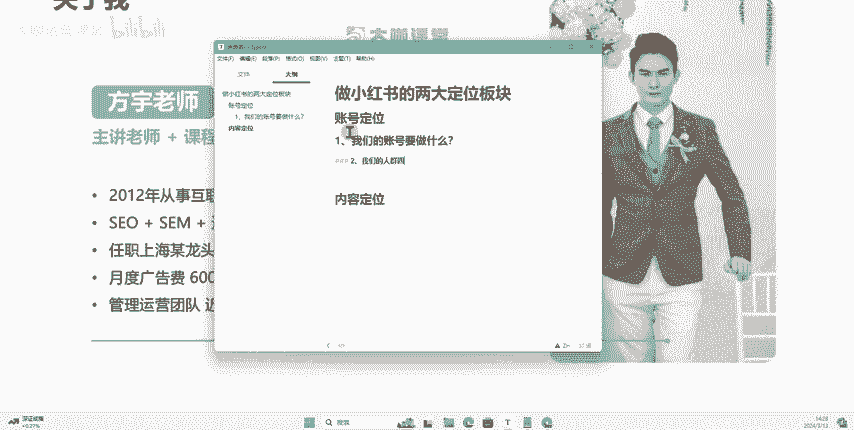 关于我
bilibili
大咖课堂
方宇老师
主讲老师 + 课程
• 2012年从事互联
• SEO + SEM +
• 任职上海某龙头
• 月度广告费 600
• 管理运营团队 近
文件(F) 编辑(E) 段落(P) 格式(O) 视图(V) 主题(T) 帮助(H)
文件 大纲
做小红书的两大定位板块
账号定位
1、我们的账号要做什么?
内容定位
做小红书的两大定位板块
账号定位
1、我们的账号要做什么?
### 2、我们的人群画
内容定位
+0.27%
搜索